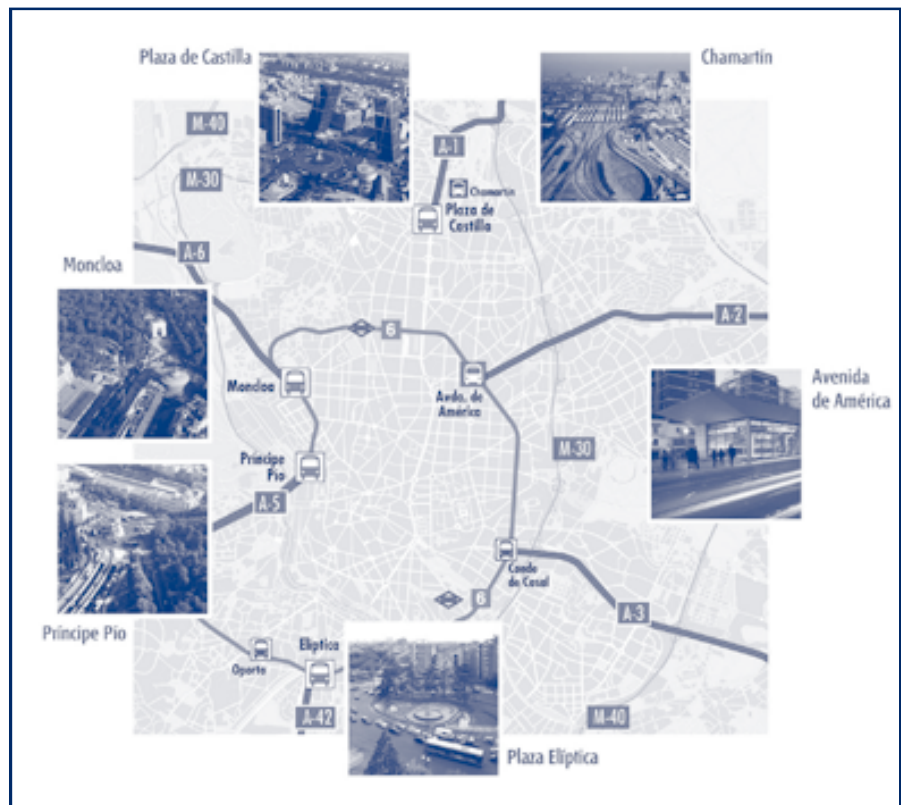 Plaza de Castilla
Chamartín
M-40
A-1
M-30
Chamartín
Plaza de
Castilla
A-6
Moncloa
A-2
6
Moncloa
Avda. de
América
Avenida
de América
M-30
Príncipe
Pío
A-5
Conde
de Casal
6
A-3
Príncipe Pío
Elíptica
Oporto
A-42
M-40
Plaza Elíptica